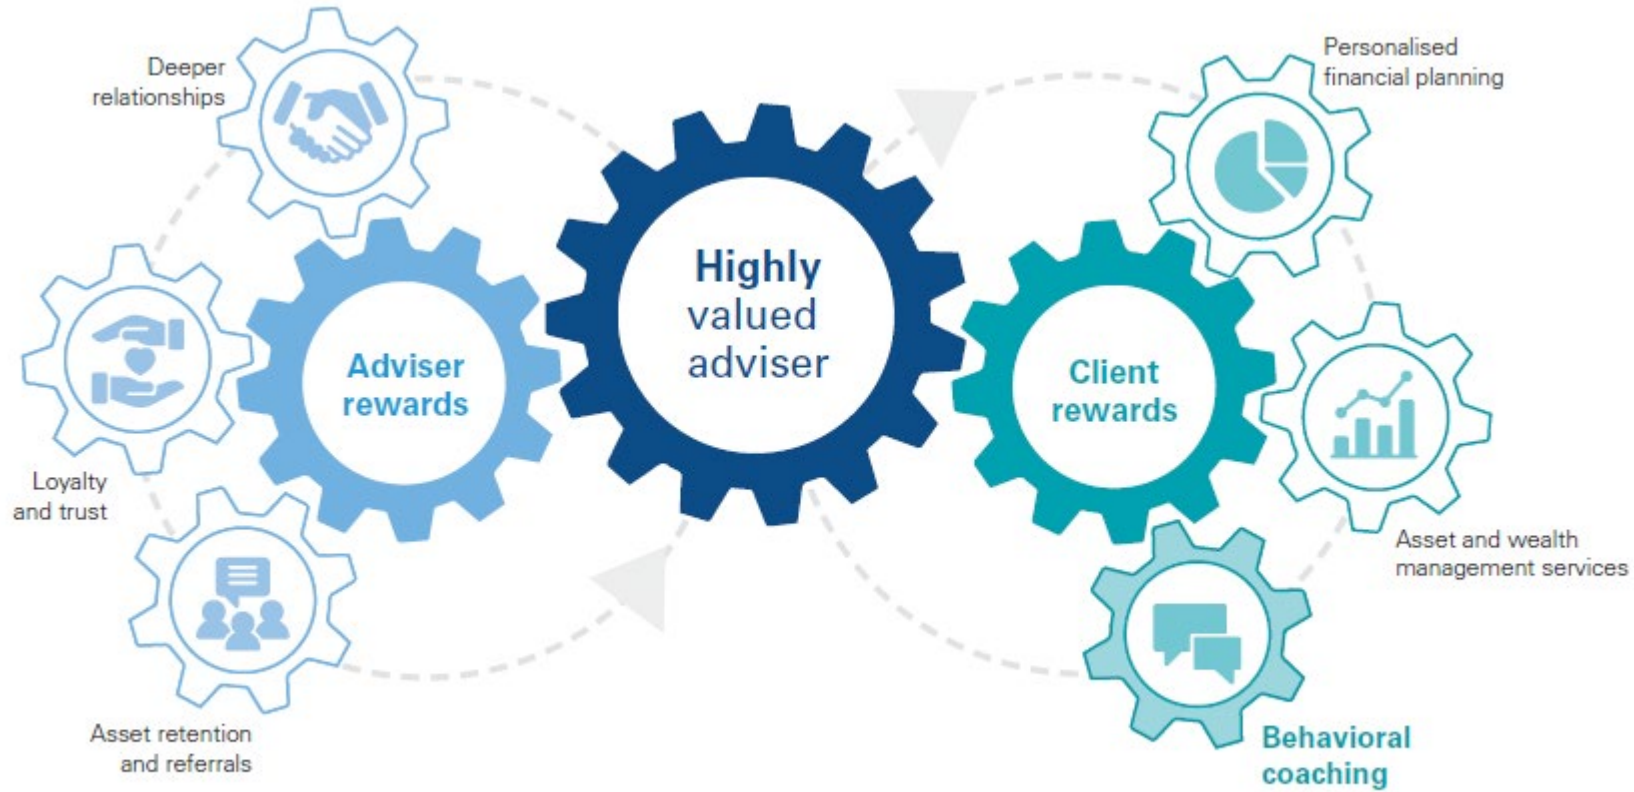 Deeper
relationships
Loyalty
and trust
Asset retention
and referrals
Adviser
rewards
Highly
valued
adviser
Client
rewards
Personalised
financial planning
Asset and wealth
management services
Behavioral
coaching